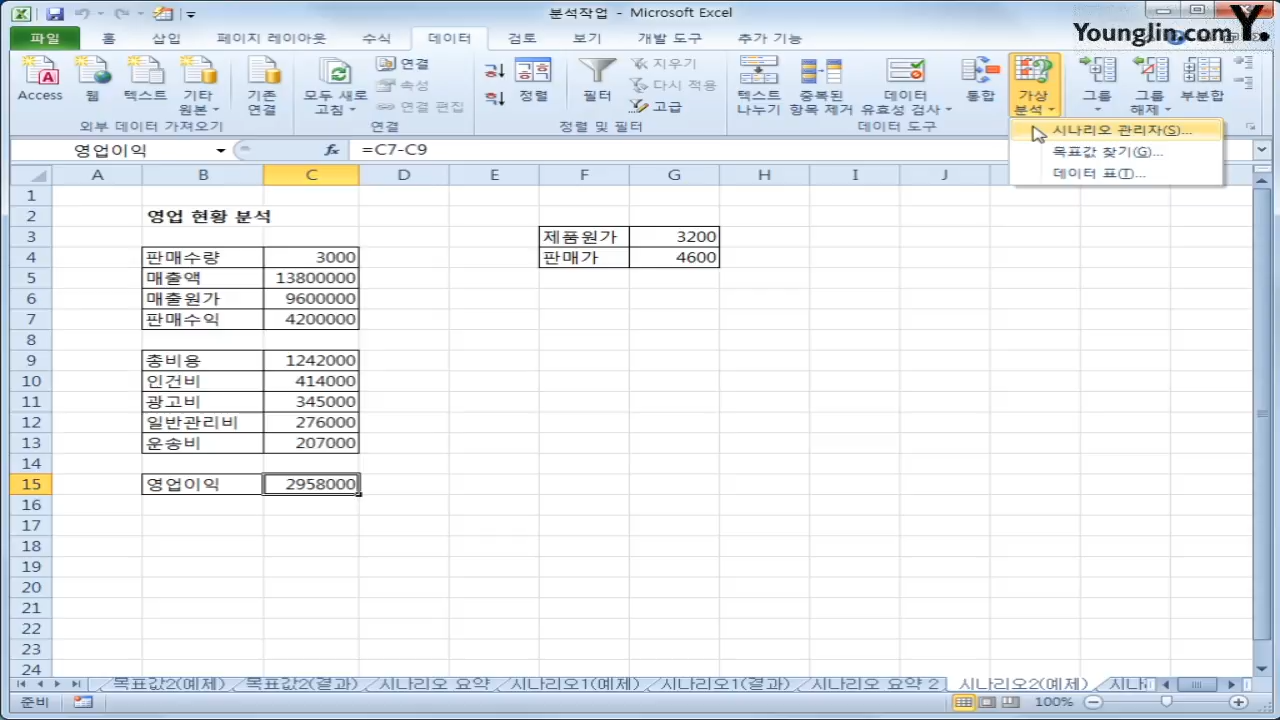 분석작업 - Microsoft Excel
Younglin.com Y.
파일 홈 삽입 페이지 레이아웃 수식 데이터 검토 보기 개발 도구 추가 기능
Access 웹 텍스트 기타 원본 기존 연결 모두 새로 고침 연결 속성 연결 편집 정렬 필터 지우기 다시 적용 고급 텍스트 나누기 중복된 항목 제거 데이터 유효성 검사 통합 가상 분석 그룹 그룹 해제 부분합
외부 데이터 가져오기 연결 정렬 및 필터 데이터 도구
시나리오 관리자(S)...
목표값 찾기(G)...
데이터 표(T)...
영업이익 fx =C7-C9
A B C D E F G H I J
1
2 영업 현황 분석
3 제품원가 3200
4 판매수량 3000 판매가 4600
5 매출액 13800000
6 매출원가 9600000
7 판매수익 4200000
8
9 총비용 1242000
10 인건비 414000
11 광고비 345000
12 일반관리비 276000
13 운송비 207000
14
15 영업이익 2958000
16
17
18
19
20
21
22
23
24
목표값2(예제) 목표값2(결과) 시나리오 요약 시나리오1(예제) 시나리오1(결과) 시나리오 요약 2 시나리오2(예제)
준비 100%